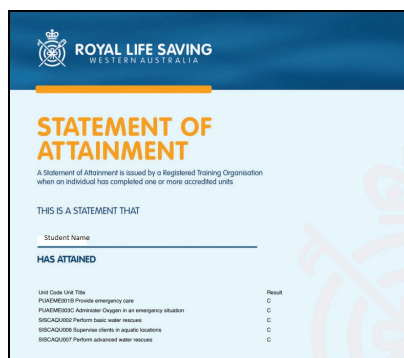 ROYAL LIFE SAVING
WESTERN AUSTRALIA
STATEMENT OF
ATTAINMENT
A Statement of Attainment is issued by a Registered Training Organisation
when an individual has completed one or more accredited units
THIS IS A STATEMENT THAT
Student Name
HAS ATTAINED
Unit Code Unit Title Result
PUAEME001B Provide emergency care C
PUAEME003C Administer Oxygen in an emergency situation C
SISCAQU002 Perform basic water rescues C
SISCAQU006 Supervise clients in aquatic locations C
SISCAQU007 Perform advanced water rescues C